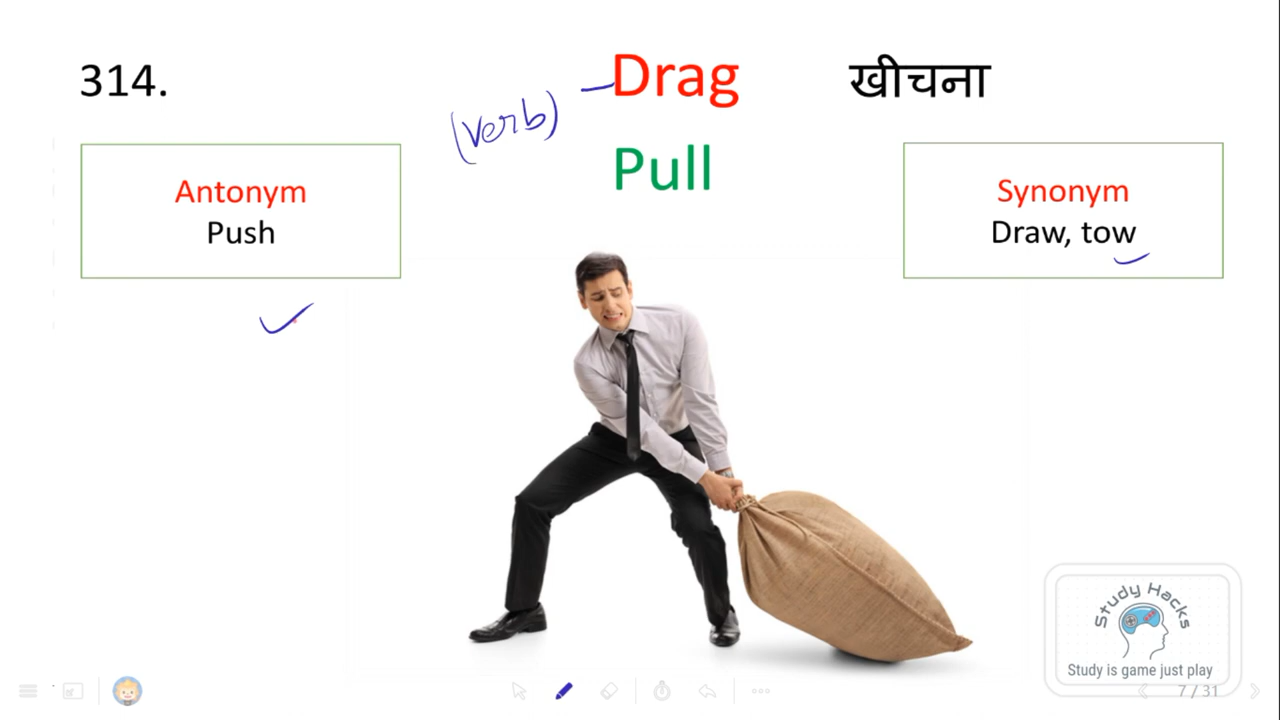 314.
Drag
खीचना
(verb) –
Pull
Antonym
Push
Synonym
Draw, tow
Study Hacks
Study is game just play
7 / 31